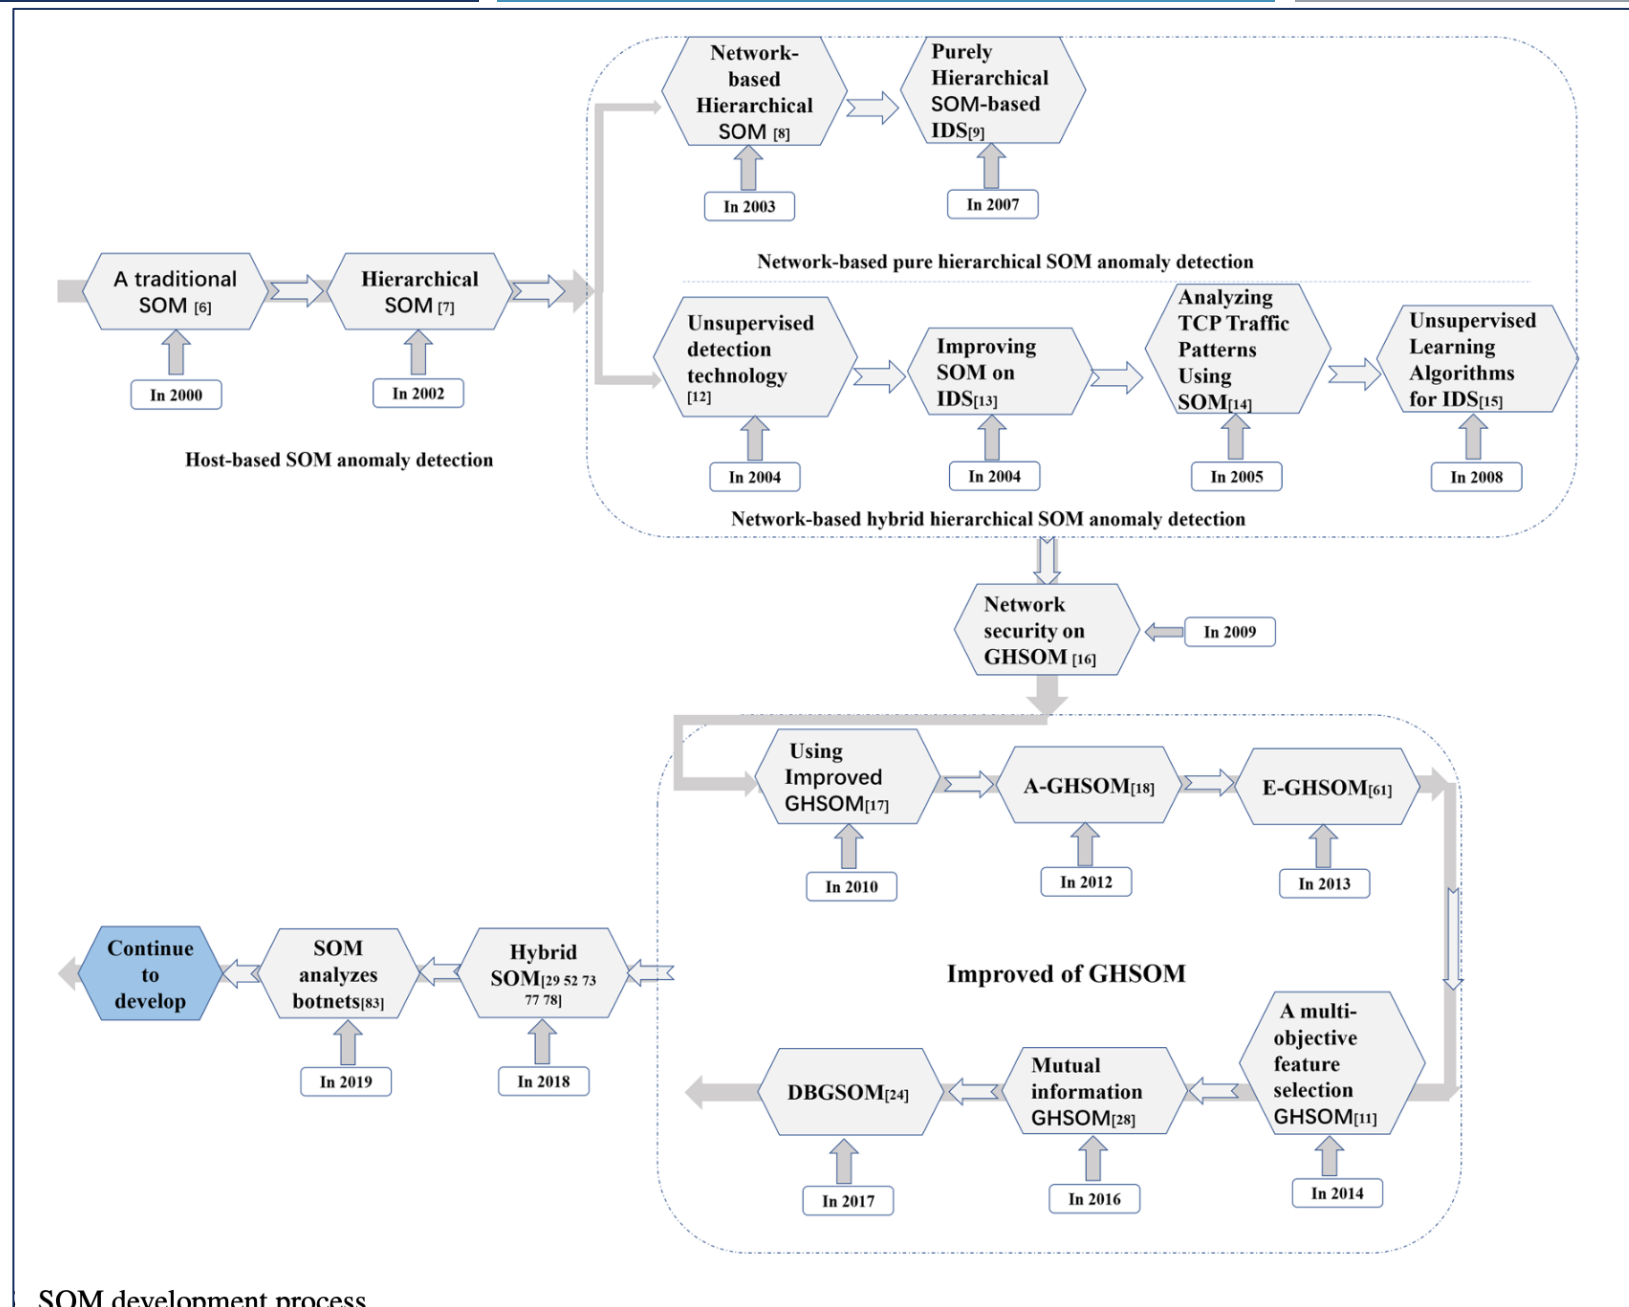 Network-
based
Hierarchical
SOM [8]
In 2003
Purely
Hierarchical
SOM-based
IDS[9]
In 2007
Network-based pure hierarchical SOM anomaly detection
A traditional
SOM [6]
In 2000
Hierarchical
SOM [7]
In 2002
Host-based SOM anomaly detection
Unsupervised
detection
technology
[12]
In 2004
Improving
SOM on
IDS[13]
In 2004
Analyzing
TCP Traffic
Patterns
Using
SOM[14]
In 2005
Unsupervised
Learning
Algorithms
for IDS[15]
In 2008
Network-based hybrid hierarchical SOM anomaly detection
Network
security on
GHSOM [16]
In 2009
Using
Improved
GHSOM[17]
In 2010
A-GHSOM[18]
In 2012
E-GHSOM[61]
In 2013
Improved of GHSOM
A multi-
objective
feature
selection
GHSOM[11]
In 2014
Mutual
information
GHSOM[28]
In 2016
DBGSOM[24]
In 2017
Hybrid
SOM[29 52 73
77 78]
In 2018
SOM
analyzes
botnets[83]
In 2019
Continue
to
develop
SOM development process